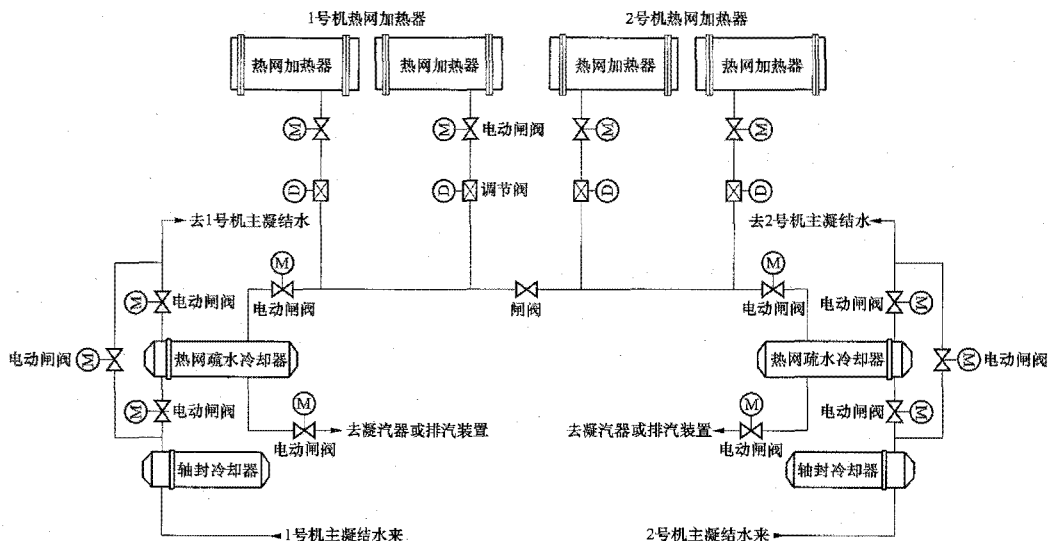 1号机热网加热器
2号机热网加热器
热网加热器
热网加热器
热网加热器
热网加热器
M
M
电动闸阀
M
M
D
D
调节阀
D
D
去1号机主凝结水
去2号机主凝结水
M
M
M
电动闸阀
电动闸阀
闸阀
电动闸阀
电动闸阀
M
电动闸阀
M
热网疏水冷却器
热网疏水冷却器
M
电动闸阀
M
电动闸阀
M
M
电动闸阀
M
去凝汽器或排汽装置
去凝汽器或排汽装置
电动闸阀
电动闸阀
轴封冷却器
轴封冷却器
1号机主凝结水来
2号机主凝结水来